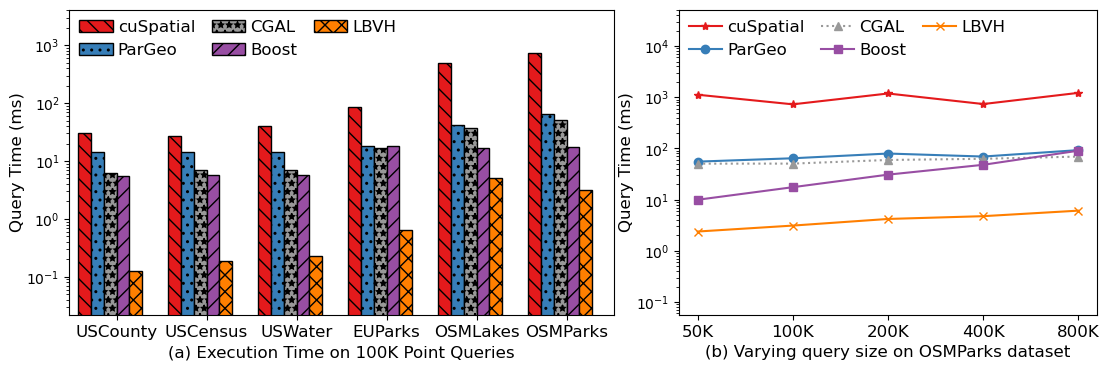 cuSpatial
ParGeo
CGAL
Boost
LBVH
Query Time (ms)
10³
10²
10¹
10⁰
10⁻¹
USCounty USCensus USWater EUParks OSMLakes OSMParks
(a) Execution Time on 100K Point Queries
cuSpatial
ParGeo
CGAL
Boost
LBVH
Query Time (ms)
10⁴
10³
10²
10¹
10⁰
10⁻¹
50K 100K 200K 400K 800K
(b) Varying query size on OSMParks dataset